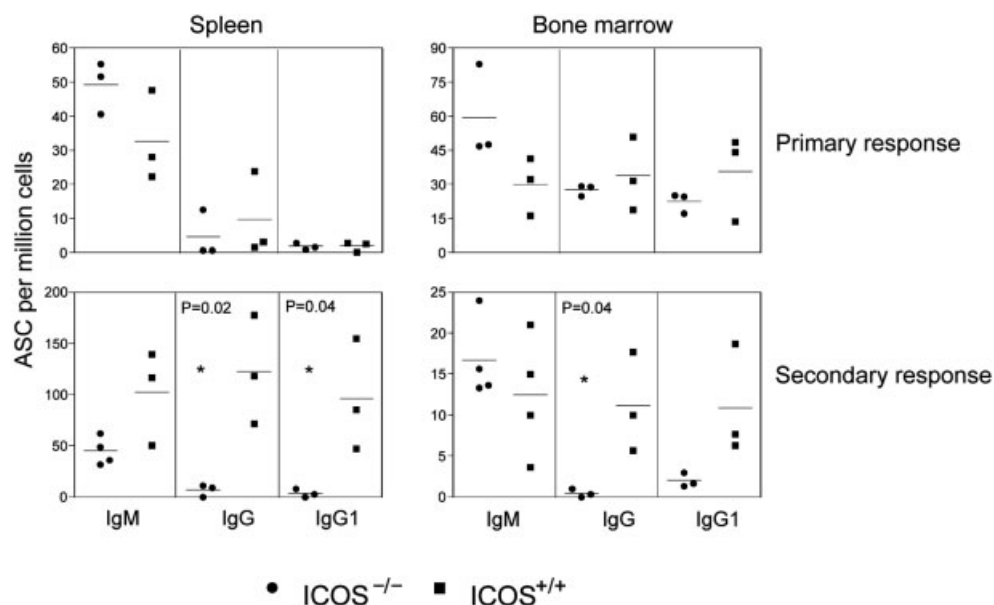 Spleen
Bone marrow
ASC per million cells
60
50
40
30
20
10
0
90
75
60
45
30
15
0
Primary response
200
150
100
50
0
P=0.02
*
P=0.04
*
25
20
15
10
5
0
P=0.04
*
Secondary response
IgM IgG IgG1
IgM IgG IgG1
● ICOS−/− ■ ICOS+/+